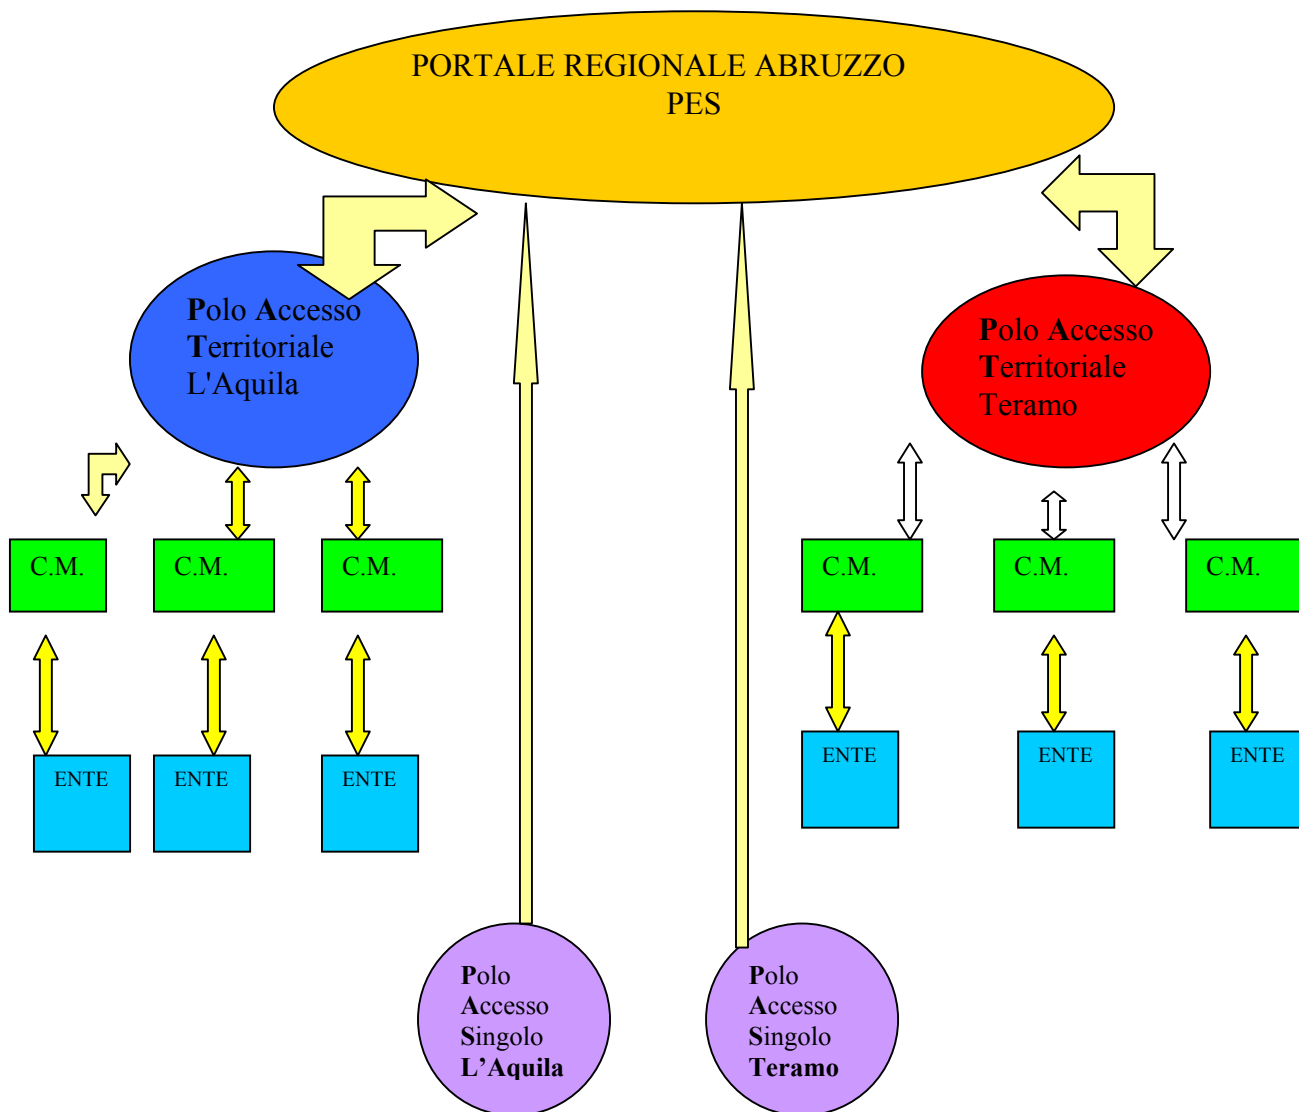 PORTALE REGIONALE ABRUZZO
PES
Polo Accesso
Territoriale
L'Aquila
Polo Accesso
Territoriale
Teramo
C.M.
C.M.
C.M.
C.M.
C.M.
C.M.
ENTE
ENTE
ENTE
ENTE
ENTE
ENTE
Polo
Accesso
Singolo
L’Aquila
Polo
Accesso
Singolo
Teramo